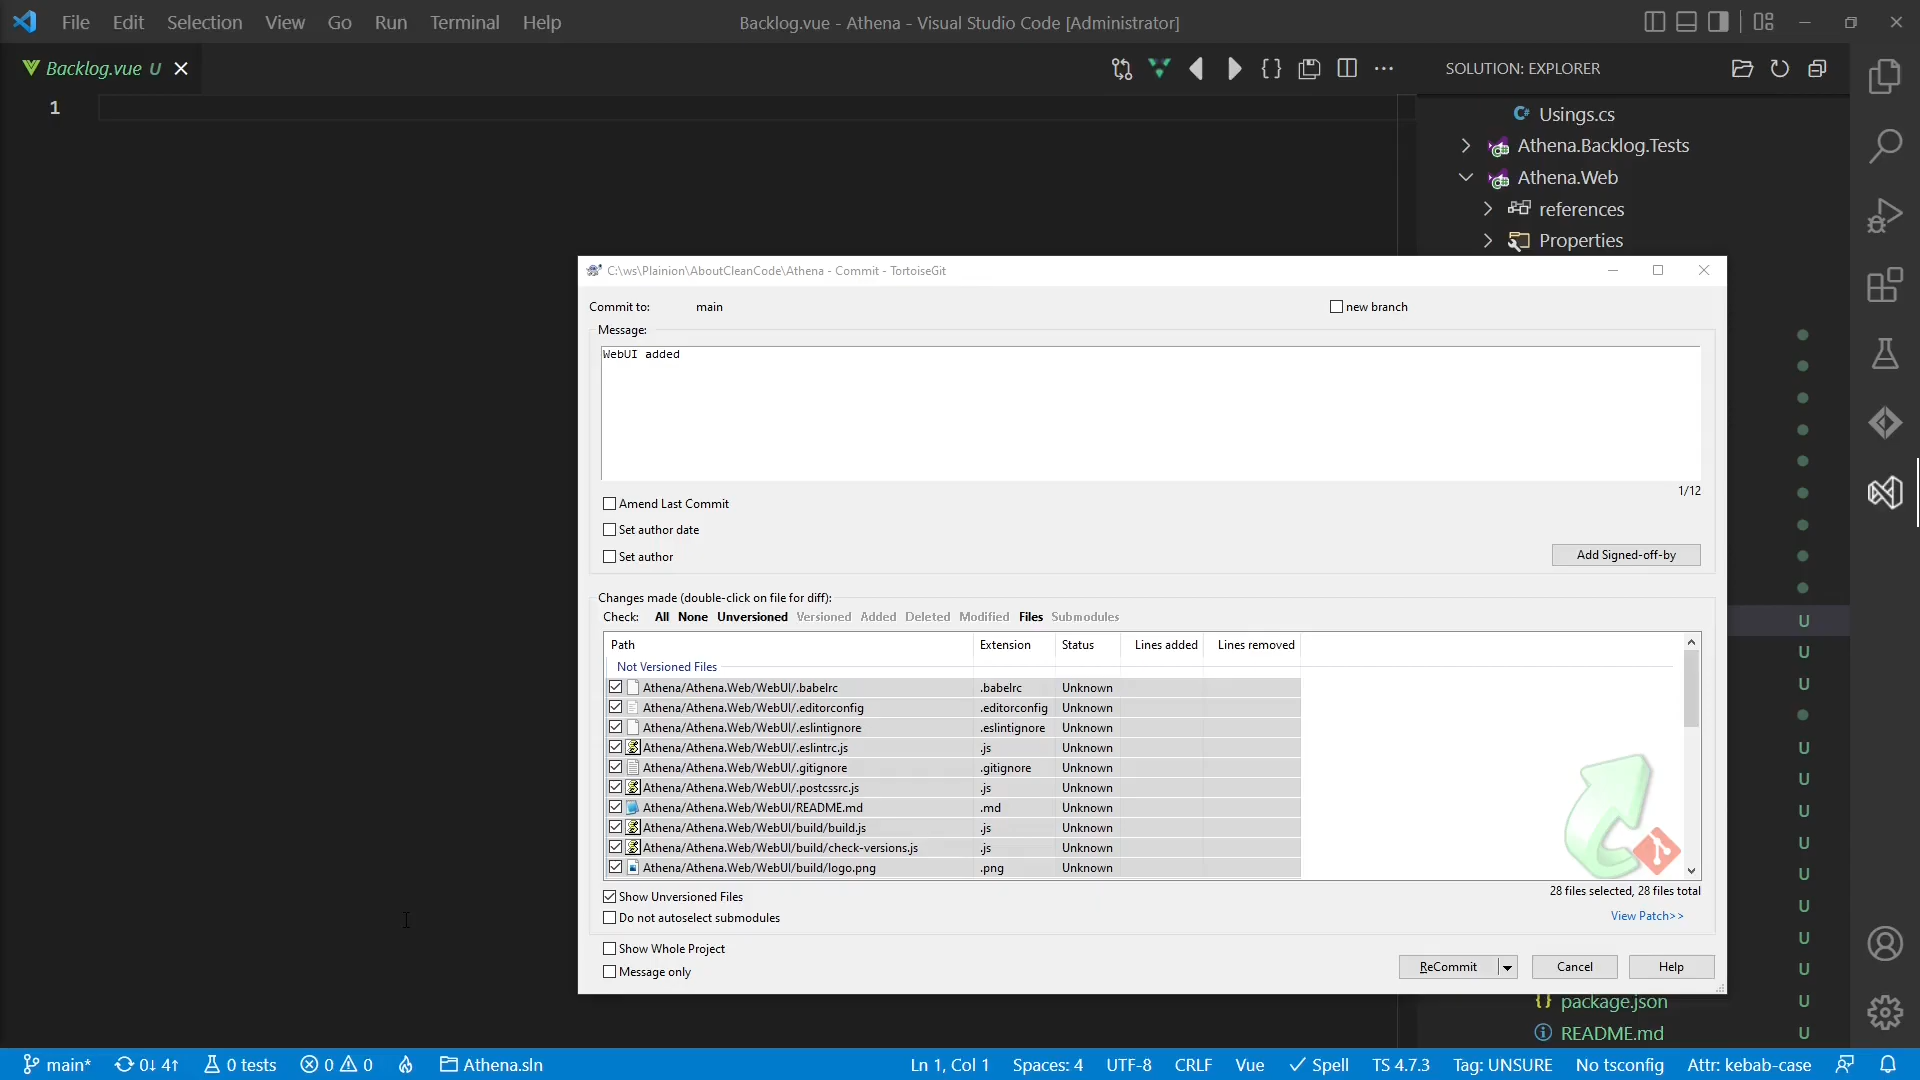 File Edit Selection View Go Run Terminal Help
Backlog.vue - Athena - Visual Studio Code [Administrator]
Backlog.vue U
SOLUTION: EXPLORER
1
Usings.cs
Athena.Backlog.Tests
Athena.Web
references
Properties
C:\ws\Plainion\AboutCleanCode\Athena - Commit - TortoiseGit
Commit to: main
new branch
Message:
WebUI added
1/12
Amend Last Commit
Set author date
Set author
Add Signed-off-by
Changes made (double-click on file for diff):
Check: All None Unversioned Versioned Added Deleted Modified Files Submodules
Path Extension Status Lines added Lines removed
Not Versioned Files
Athena/Athena.Web/WebUI/.babelrc .babelrc Unknown
Athena/Athena.Web/WebUI/.editorconfig .editorconfig Unknown
Athena/Athena.Web/WebUI/.eslintignore .eslintignore Unknown
Athena/Athena.Web/WebUI/.eslintrc.js .js Unknown
Athena/Athena.Web/WebUI/.gitignore .gitignore Unknown
Athena/Athena.Web/WebUI/.postcssrc.js .js Unknown
Athena/Athena.Web/WebUI/README.md .md Unknown
Athena/Athena.Web/WebUI/build/build.js .js Unknown
Athena/Athena.Web/WebUI/build/check-versions.js .js Unknown
Athena/Athena.Web/WebUI/build/logo.png .png Unknown
Show Unversioned Files
28 files selected, 28 files total
Do not autoselect submodules
View Patch>>
Show Whole Project
Message only
ReCommit
Cancel
Help
U
U
U
U
U
U
U
U
U
U
U
{} package.json U
README.md U
main* 0↓ 4↑ 0 tests 0 0 Athena.sln
Ln 1, Col 1 Spaces: 4 UTF-8 CRLF Vue Spell TS 4.7.3 Tag: UNSURE No tsconfig Attr: kebab-case